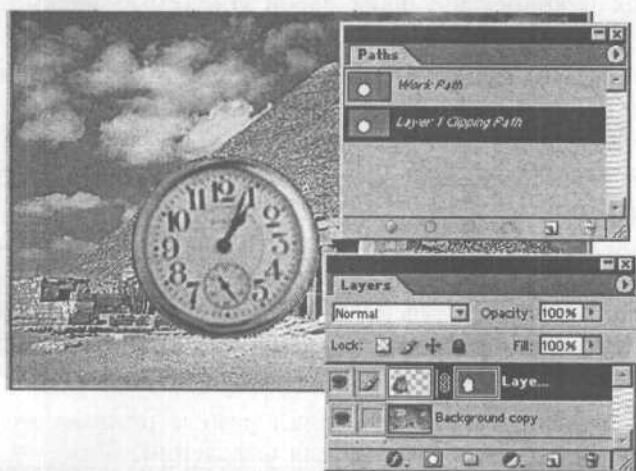 Paths
Work Path
Layer 1 Clipping Path
11 12 1
10 2
9 3
8 4
7 5
Layers
Normal Opacity: 100%
Lock: Fill: 100%
Laye...
Background copy